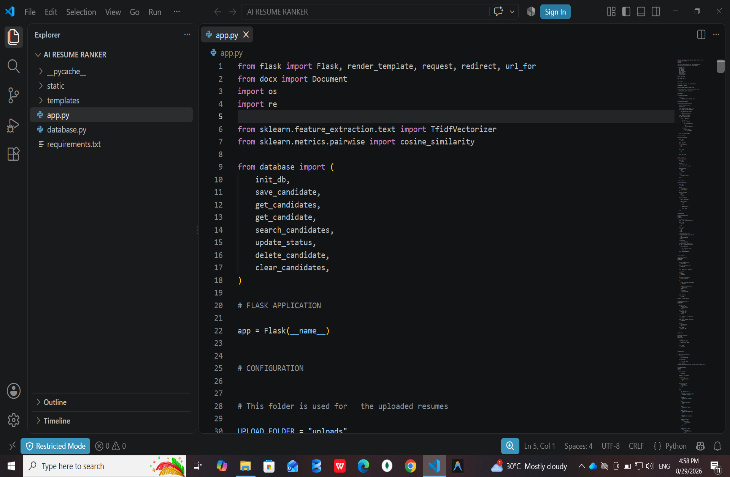 File Edit Selection View Go Run ··· AI RESUME RANKER Sign In
Explorer ···
AI RESUME RANKER
__pycache__
static
templates
app.py
database.py
requirements.txt
Outline
Timeline
app.py
app.py
1 from flask import Flask, render_template, request, redirect, url_for
2 from docx import Document
3 import os
4 import re
5
6 from sklearn.feature_extraction.text import TfidfVectorizer
7 from sklearn.metrics.pairwise import cosine_similarity
8
9 from database import (
10 init_db,
11 save_candidate,
12 get_candidates,
13 get_candidate,
14 search_candidates,
15 update_status,
16 delete_candidate,
17 clear_candidates,
18 )
19
20 # FLASK APPLICATION
21
22 app = Flask(__name__)
23
24
25 # CONFIGURATION
26
27
28 # This folder is used for the uploaded resumes
29
30 UPLOAD_FOLDER = "uploads"
Restricted Mode 0 0 Ln 5, Col 1 Spaces: 4 UTF-8 CRLF Python
Type here to search 30°C Mostly cloudy ENG 4:58 PM
8/29/2026